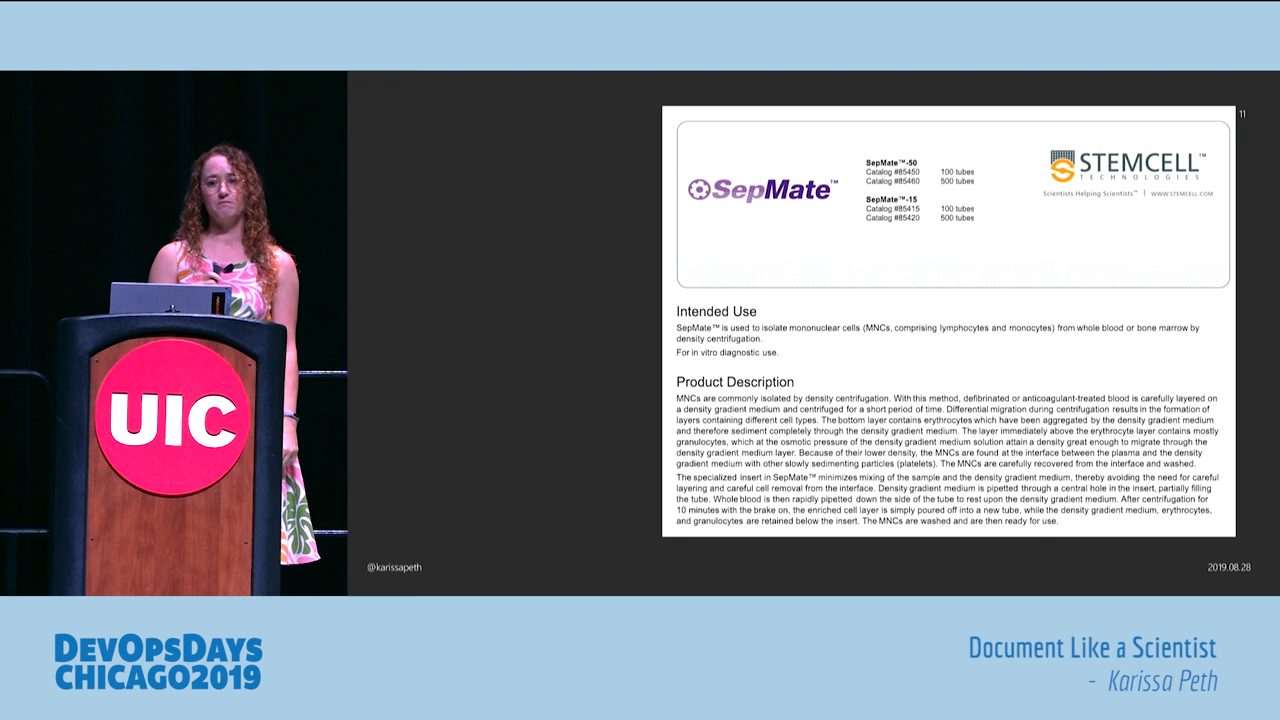 11
SepMate™
SepMate™-50
Catalog #85450 100 tubes
Catalog #85460 500 tubes
SepMate™-15
Catalog #85415 100 tubes
Catalog #85420 500 tubes
STEMCELL™
TECHNOLOGIES
Scientists Helping Scientists™ | WWW.STEMCELL.COM
Intended Use
SepMate™ is used to isolate mononuclear cells (MNCs, comprising lymphocytes and monocytes) from whole blood or bone marrow by
density centrifugation.
For in vitro diagnostic use.
Product Description
MNCs are commonly isolated by density centrifugation. With this method, defibrinated or anticoagulant-treated blood is carefully layered on
a density gradient medium and centrifuged for a short period of time. Differential migration during centrifugation results in the formation of
layers containing different cell types. The bottom layer contains erythrocytes which have been aggregated by the density gradient medium
and therefore sediment completely through the density gradient medium. The layer immediately above the erythrocyte layer contains mostly
granulocytes, which at the osmotic pressure of the density gradient medium solution attain a density great enough to migrate through the
density gradient medium layer. Because of their lower density, the MNCs are found at the interface between the plasma and the density
gradient medium with other slowly sedimenting particles (platelets). The MNCs are carefully recovered from the interface and washed.
The specialized insert in SepMate™ minimizes mixing of the sample and the density gradient medium, thereby avoiding the need for careful
layering and careful cell removal from the interface. Density gradient medium is pipetted through a central hole in the insert, partially filling
the tube. Whole blood is then rapidly pipetted down the side of the tube to rest upon the density gradient medium. After centrifugation for
10 minutes with the brake on, the enriched cell layer is simply poured off into a new tube, while the density gradient medium, erythrocytes,
and granulocytes are retained below the insert. The MNCs are washed and are then ready for use.
UIC
@karissapeth
2019.08.28
DEVOPSDAYS
CHICAGO2019
Document Like a Scientist
- Karissa Peth